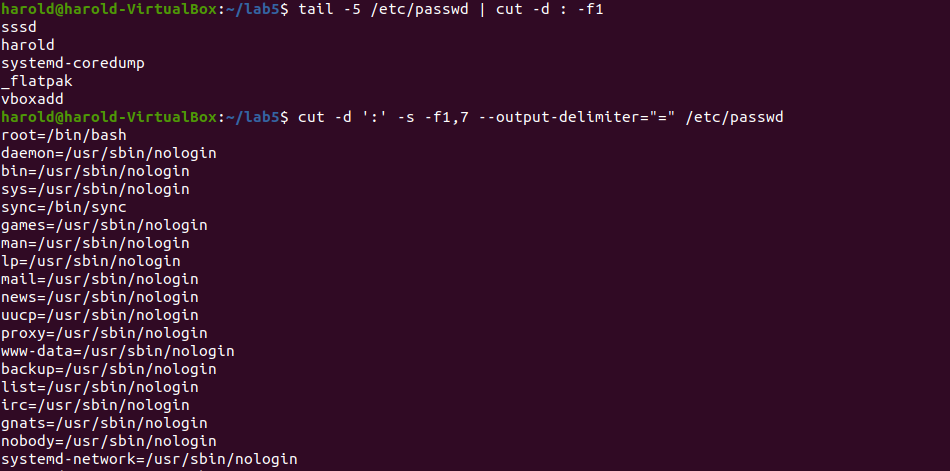 harold@harold-VirtualBox:~/lab5$ tail -5 /etc/passwd | cut -d : -f1
sssd
harold
systemd-coredump
_flatpak
vboxadd
harold@harold-VirtualBox:~/lab5$ cut -d ':' -s -f1,7 --output-delimiter="=" /etc/passwd
root=/bin/bash
daemon=/usr/sbin/nologin
bin=/usr/sbin/nologin
sys=/usr/sbin/nologin
sync=/bin/sync
games=/usr/sbin/nologin
man=/usr/sbin/nologin
lp=/usr/sbin/nologin
mail=/usr/sbin/nologin
news=/usr/sbin/nologin
uucp=/usr/sbin/nologin
proxy=/usr/sbin/nologin
www-data=/usr/sbin/nologin
backup=/usr/sbin/nologin
list=/usr/sbin/nologin
irc=/usr/sbin/nologin
gnats=/usr/sbin/nologin
nobody=/usr/sbin/nologin
systemd-network=/usr/sbin/nologin